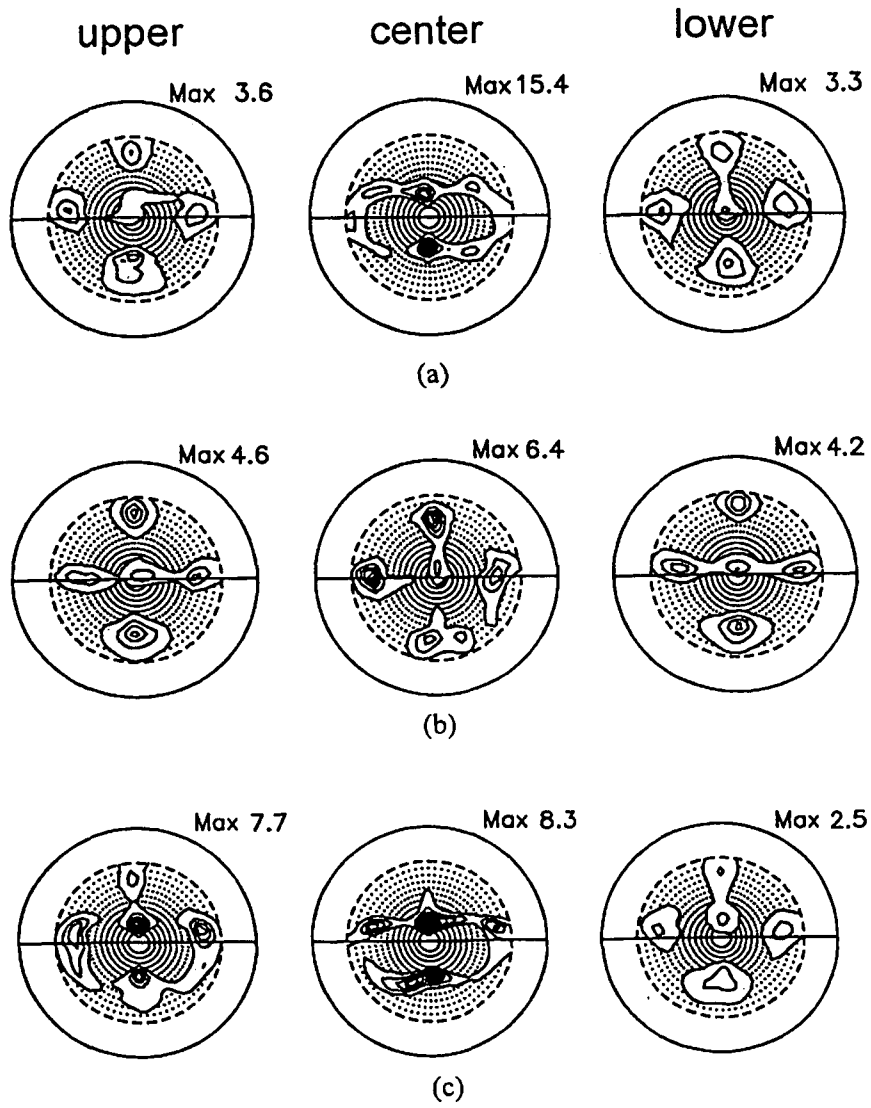 upper center lower
Max 3.6 Max 15.4 Max 3.3
(a)
Max 4.6 Max 6.4 Max 4.2
(b)
Max 7.7 Max 8.3 Max 2.5
(c)